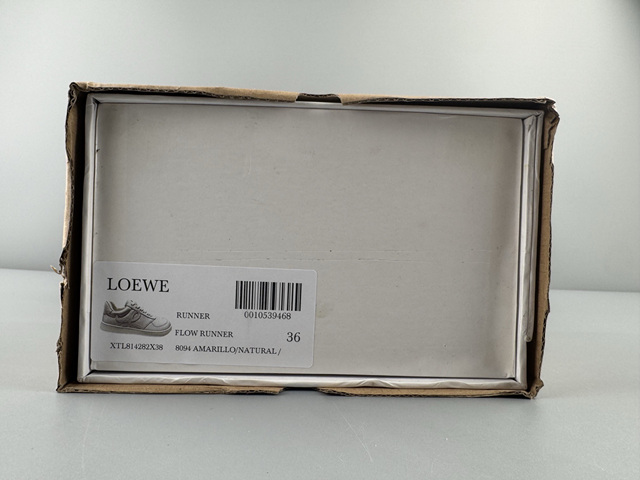 LOEWE
RUNNER
0010539468
FLOW RUNNER
36
XTL814282X38
8094 AMARILLO/NATURAL/